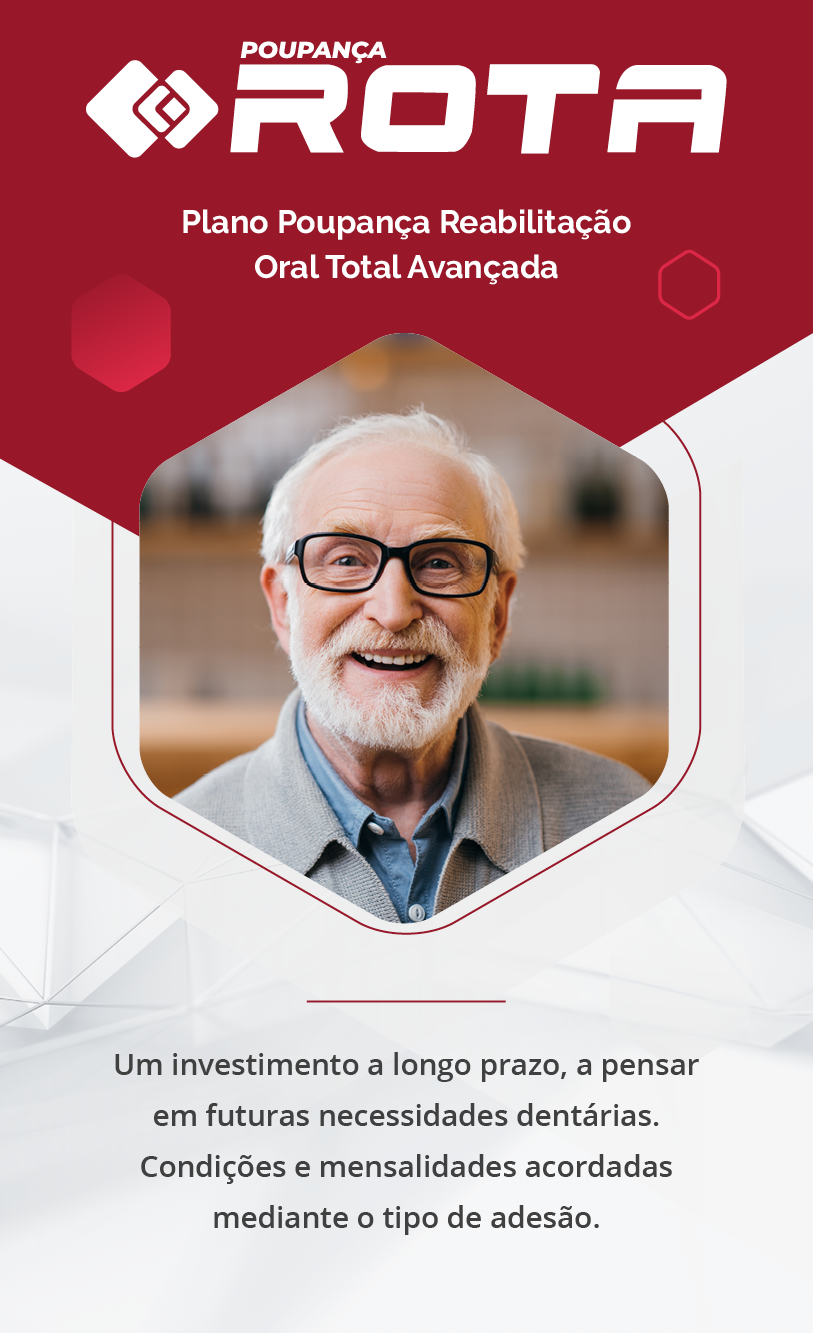 POUPANÇA
ROTA
Plano Poupança Reabilitação
Oral Total Avançada
Um investimento a longo prazo, a pensar
em futuras necessidades dentárias.
Condições e mensalidades acordadas
mediante o tipo de adesão.